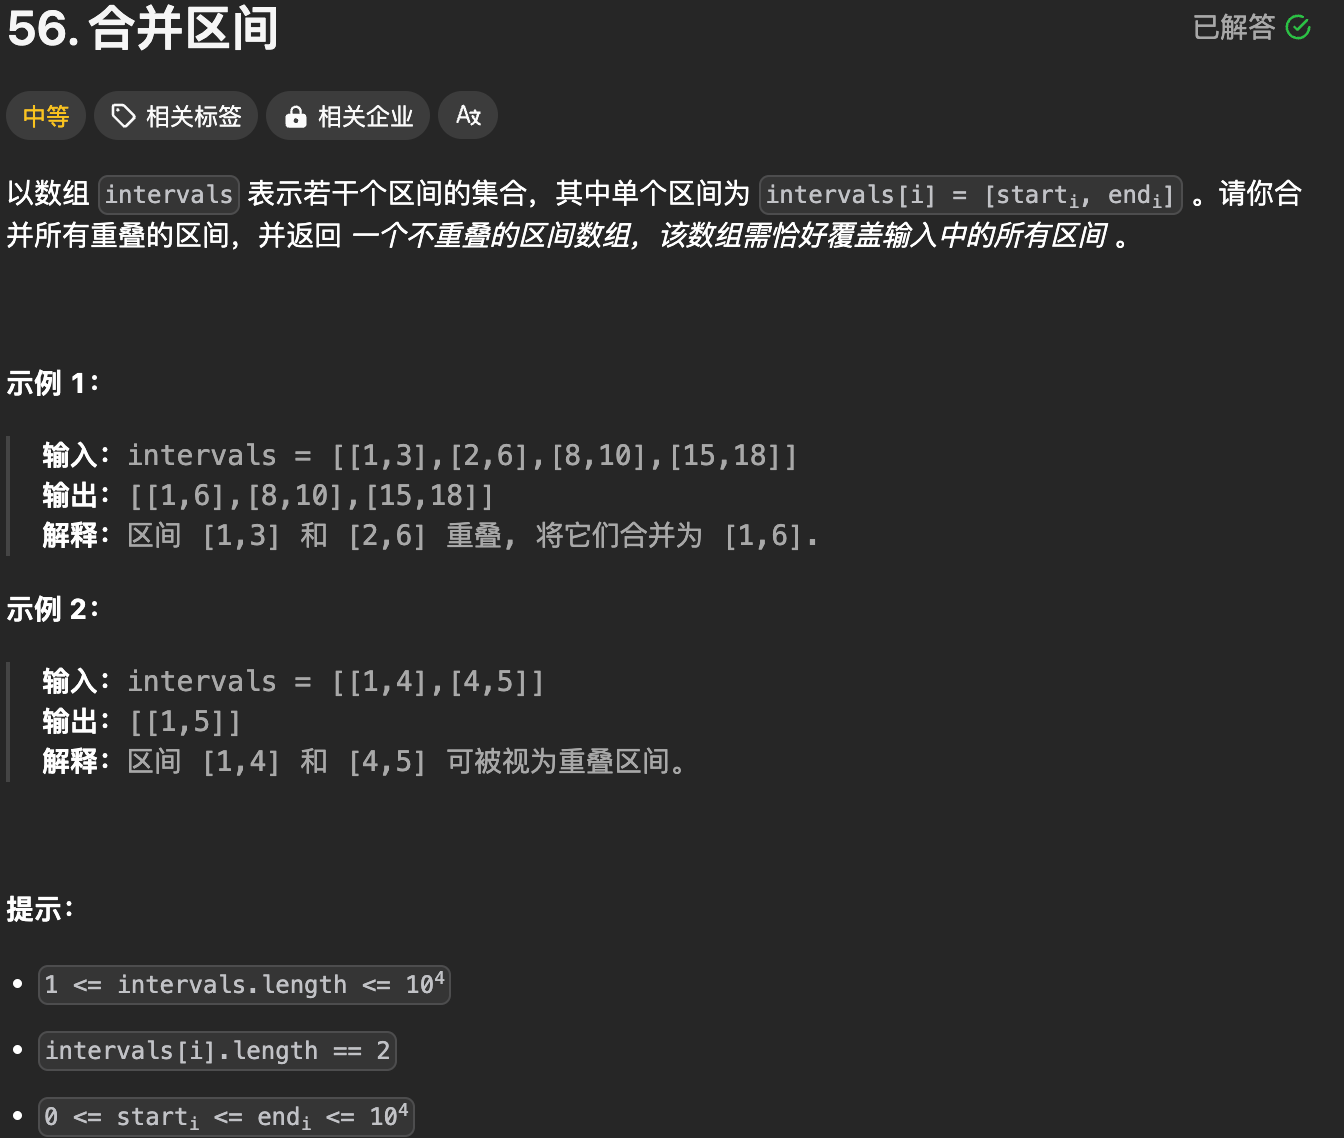 56. 合并区间
已解答
中等 相关标签 相关企业 A文
以数组 intervals 表示若干个区间的集合，其中单个区间为 intervals[i] = [starti, endi] 。请你合
并所有重叠的区间，并返回 一个不重叠的区间数组，该数组需恰好覆盖输入中的所有区间 。
示例 1：
输入：intervals = [[1,3],[2,6],[8,10],[15,18]]
输出：[[1,6],[8,10],[15,18]]
解释：区间 [1,3] 和 [2,6] 重叠, 将它们合并为 [1,6].
示例 2：
输入：intervals = [[1,4],[4,5]]
输出：[[1,5]]
解释：区间 [1,4] 和 [4,5] 可被视为重叠区间。
提示：
• 1 <= intervals.length <= 10⁴
• intervals[i].length == 2
• 0 <= starti <= endi <= 10⁴